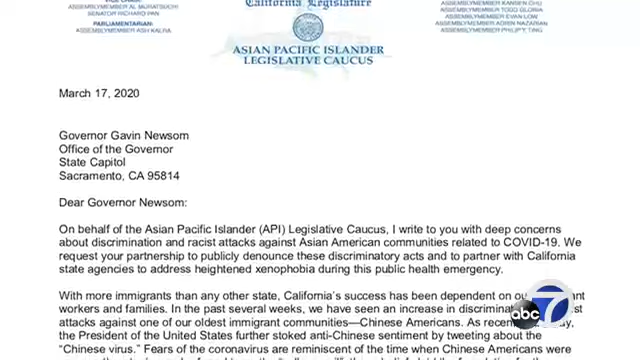 California Legislature
ASSEMBLYMEMBER AL MURATSUCHI
SENATOR RICHARD PAN
PARLIAMENTARIAN:
ASSEMBLYMEMBER ASH KALRA
ASSEMBLYMEMBER KANSEN CHU
ASSEMBLYMEMBER TODD GLORIA
ASSEMBLYMEMBER EVAN LOW
ASSEMBLYMEMBER ADRIN NAZARIAN
ASSEMBLYMEMBER PHILIP Y. TING
ASIAN PACIFIC ISLANDER
LEGISLATIVE CAUCUS
March 17, 2020
Governor Gavin Newsom
Office of the Governor
State Capitol
Sacramento, CA 95814
Dear Governor Newsom:
On behalf of the Asian Pacific Islander (API) Legislative Caucus, I write to you with deep concerns
about discrimination and racist attacks against Asian American communities related to COVID-19. We
request your partnership to publicly denounce these discriminatory acts and to partner with California
state agencies to address heightened xenophobia during this public health emergency.
With more immigrants than any other state, California's success has been dependent on our
workers and families. In the past several weeks, we have seen an increase in
attacks against one of our oldest immigrant communities—Chinese Americans. As
the President of the United States further stoked anti-Chinese sentiment by tweeting about the
"Chinese virus." Fears of the coronavirus are reminiscent of the time when Chinese Americans were
abc 7